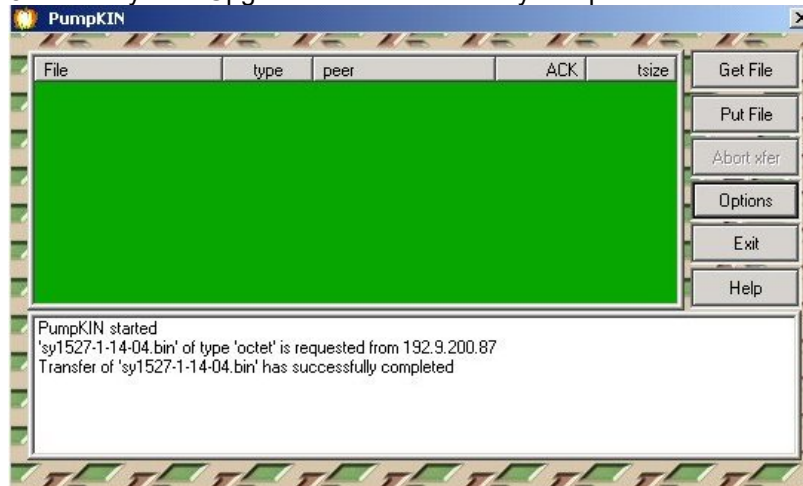 PumpKIN
File type peer ACK tsize
Get File
Put File
Abort xfer
Options
Exit
Help
PumpKIN started
'sy1527-1-14-04.bin' of type 'octet' is requested from 192.9.200.87
Transfer of 'sy1527-1-14-04.bin' has successfully completed